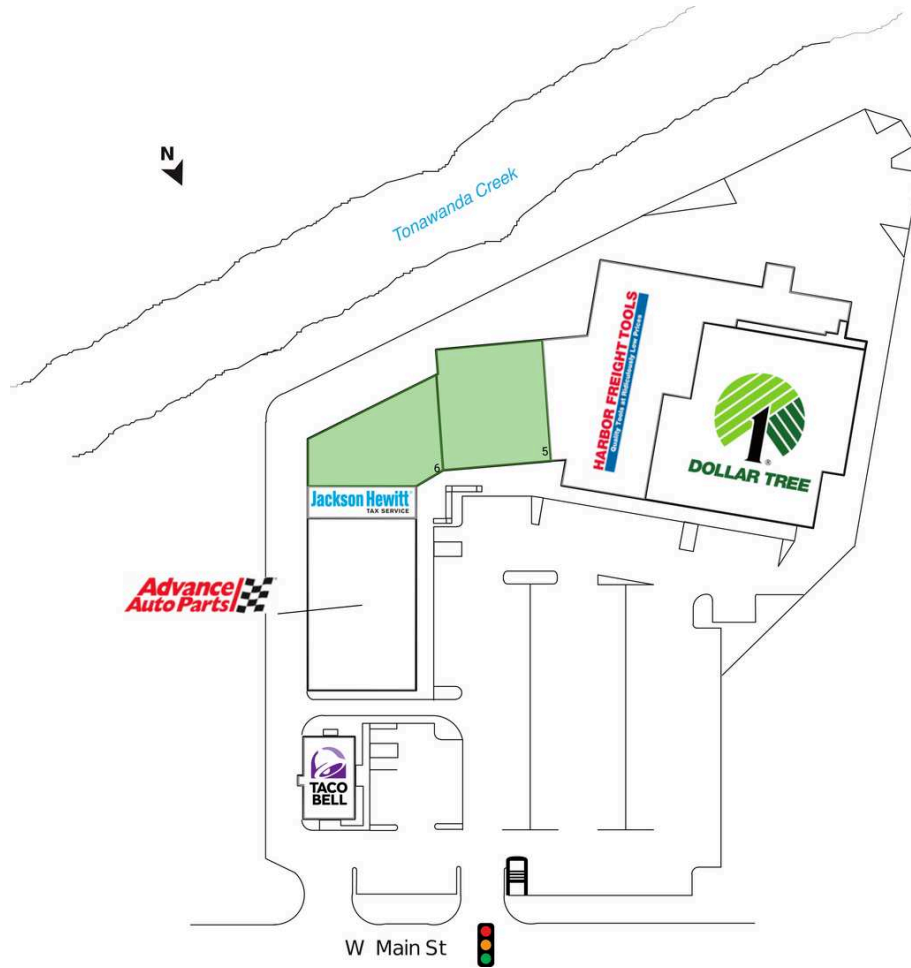 N
Tonawanda Creek
HARBOR FREIGHT TOOLS
Quality Tools at Ridiculously Low Prices
1
®
DOLLAR TREE
5
6
Jackson Hewitt
TAX SERVICE
Advance
Auto Parts
TACO
BELL
W Main St